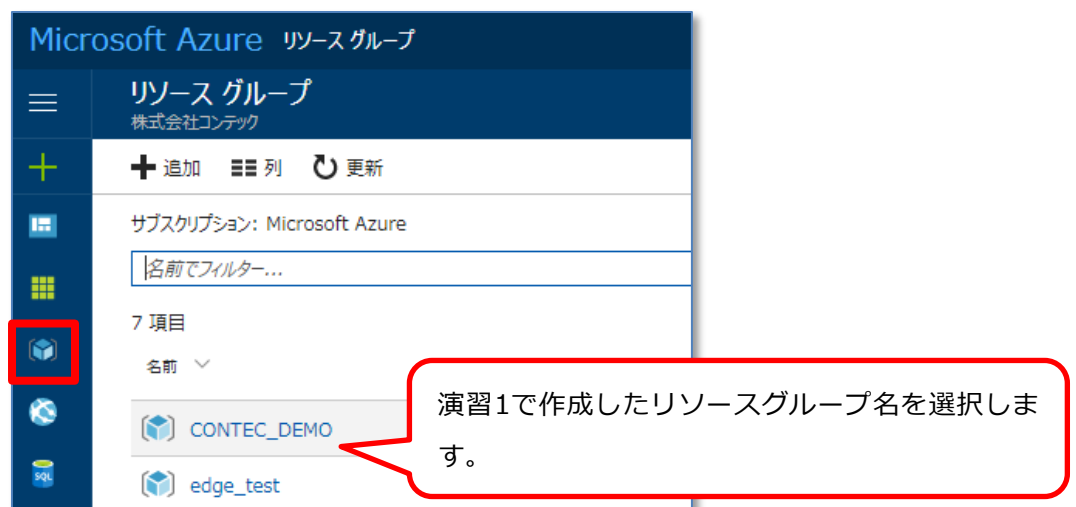 Microsoft Azure リソース グループ
リソース グループ
株式会社コンテック
追加 列 更新
サブスクリプション: Microsoft Azure
名前でフィルター...
7 項目
名前
CONTEC_DEMO
edge_test
SQL
演習1で作成したリソースグループ名を選択しま
す。